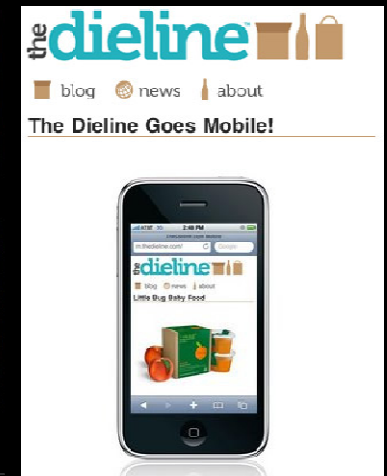 the dieline
blog news about
The Dieline Goes Mobile!
AT&T 3G 2:48 PM
m.thedieline.com/ Google
the dieline
blog news about
Little Bug Baby Food